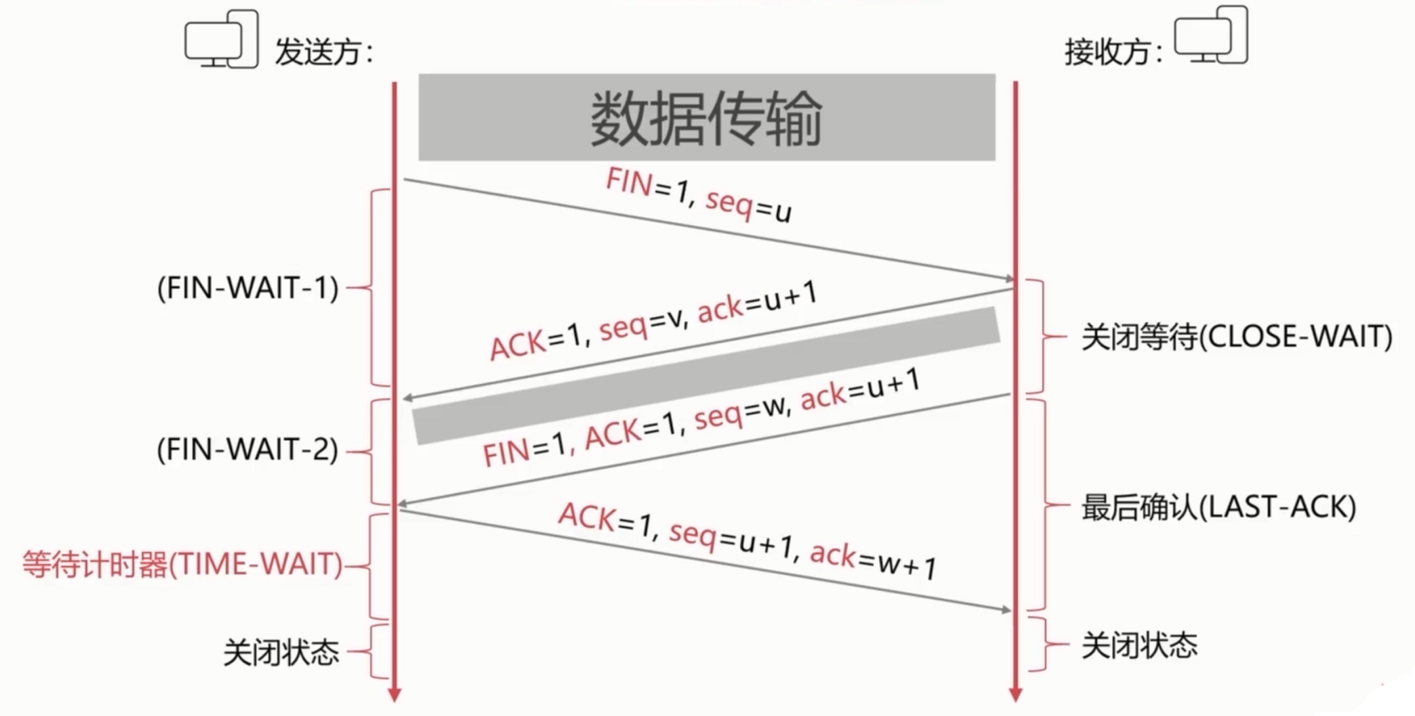 发送方：
接收方：
数据传输
FIN=1, seq=u
(FIN-WAIT-1)
ACK=1, seq=v, ack=u+1
关闭等待(CLOSE-WAIT)
FIN=1, ACK=1, seq=w, ack=u+1
(FIN-WAIT-2)
最后确认(LAST-ACK)
ACK=1, seq=u+1, ack=w+1
等待计时器(TIME-WAIT)
关闭状态
关闭状态